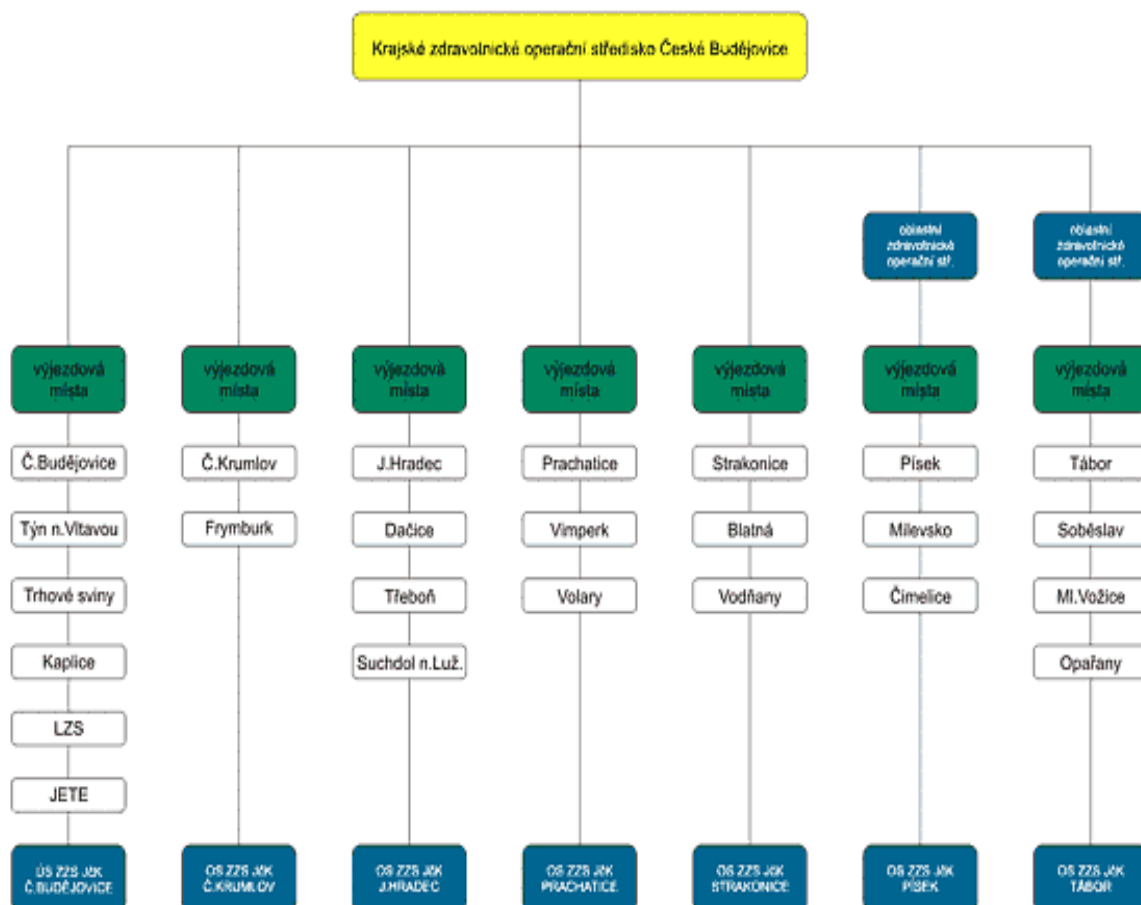 Krajské zdravotnické operační středisko České Budějovice
oblastní
zdravotnické
operační stř.
oblastní
zdravotnické
operační stř.
výjezdová
místa
výjezdová
místa
výjezdová
místa
výjezdová
místa
výjezdová
místa
výjezdová
místa
výjezdová
místa
Č.Budějovice
Č.Krumlov
J.Hradec
Prachatice
Strakonice
Písek
Tábor
Týn n.Vltavou
Frymburk
Dačice
Vimperk
Blatná
Milevsko
Soběslav
Trhové sviny
Třeboň
Volary
Vodňany
Čimelice
Ml.Vožice
Kaplice
Suchdol n.Luž.
Opařany
LZS
JETE
ÚS ZZS JčK
Č.BUDĚJOVICE
OS ZZS JčK
Č.KRUMLOV
OS ZZS JčK
J.HRADEC
OS ZZS JčK
PRACHATICE
OS ZZS JčK
STRAKONICE
OS ZZS JčK
PÍSEK
OS ZZS JčK
TÁBOR